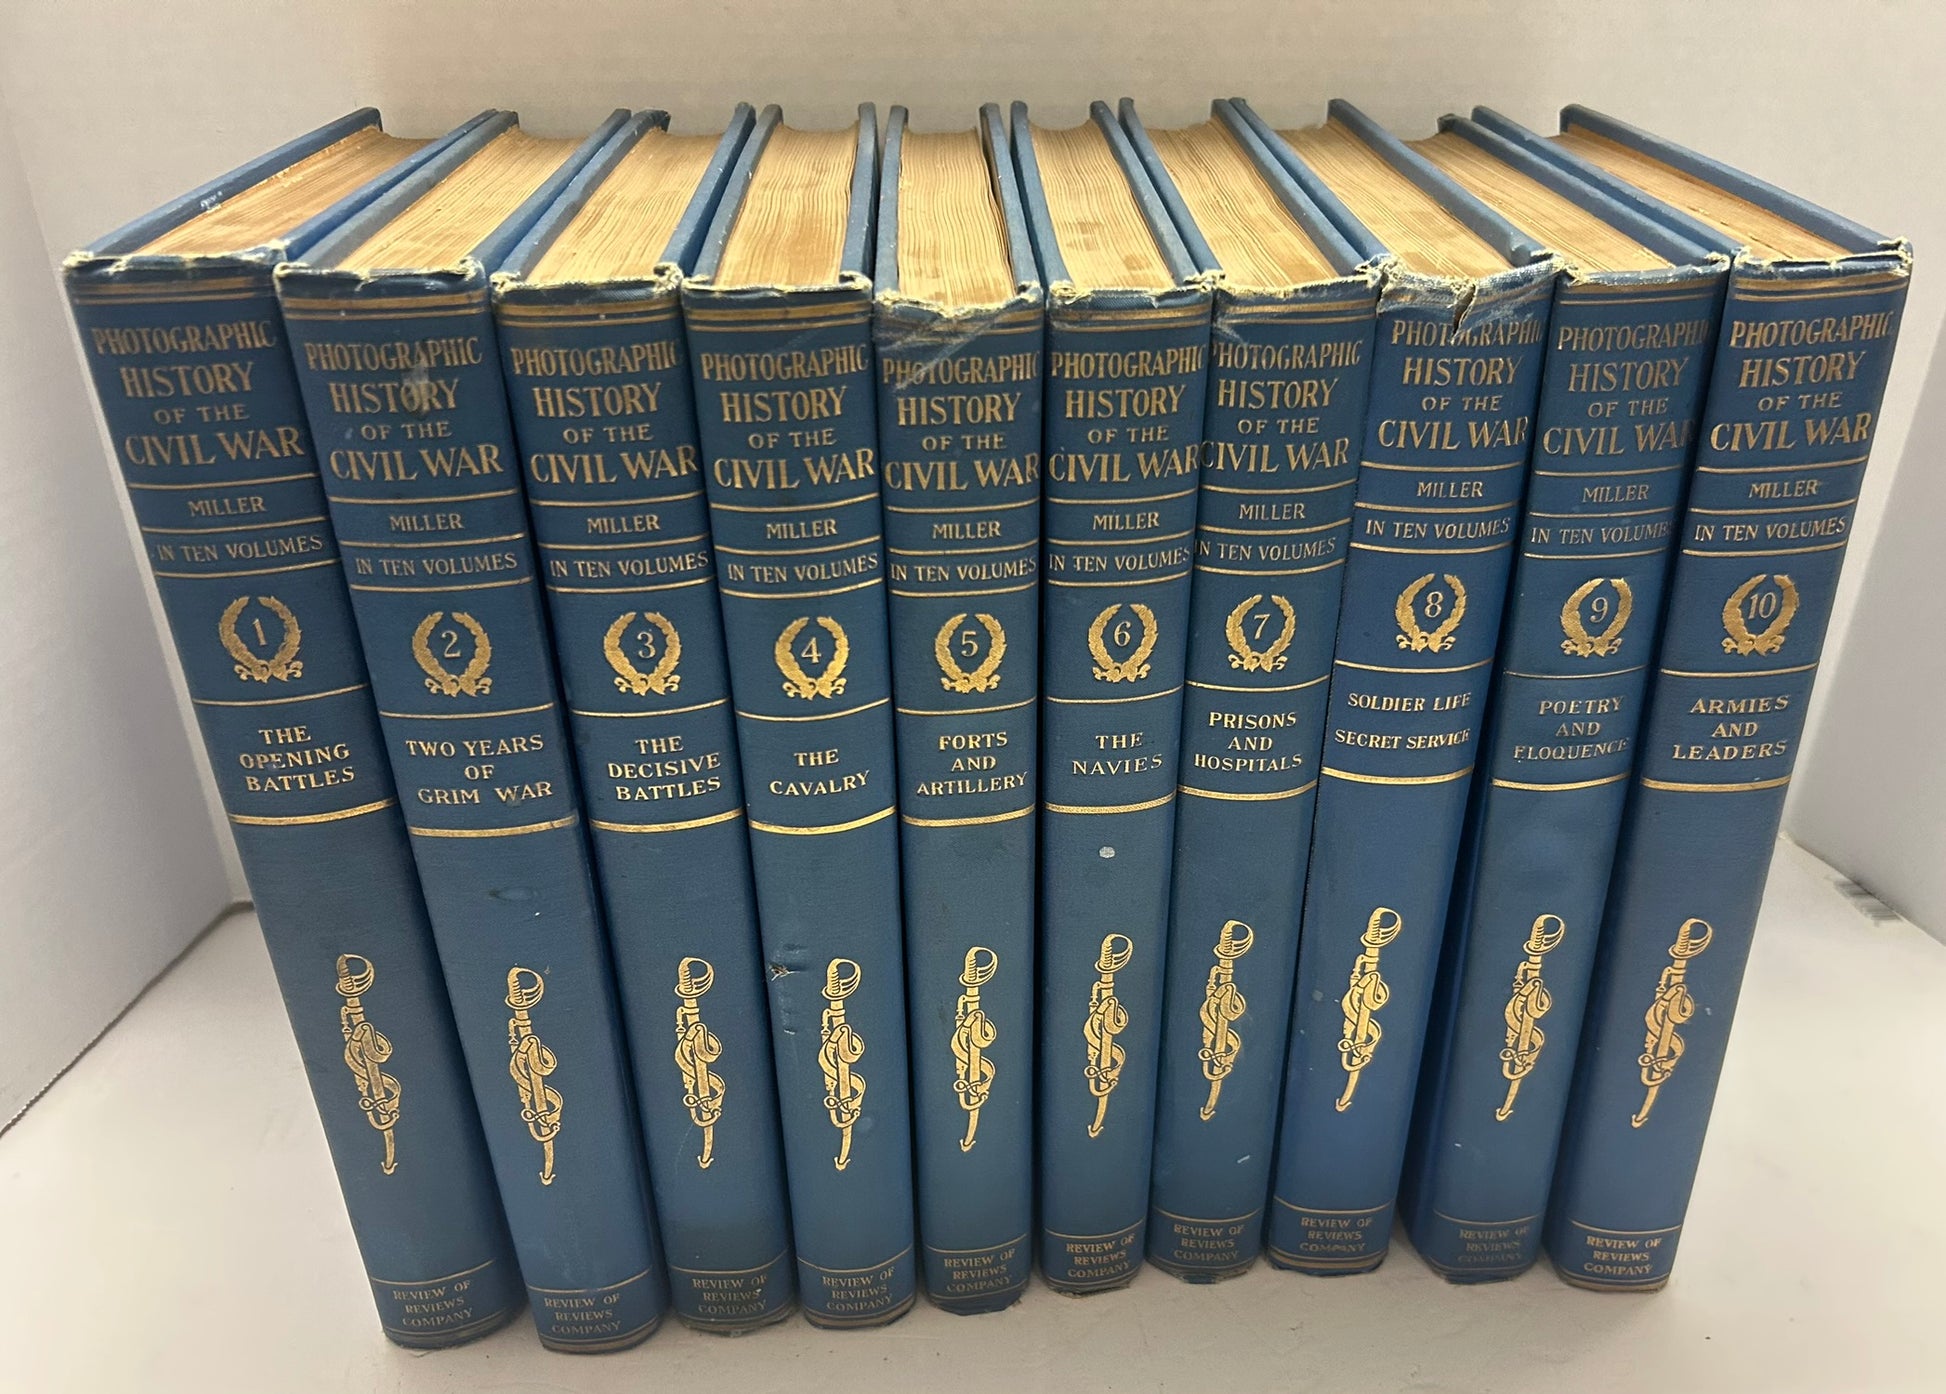 PHOTOGRAPHIC
HISTORY
OF THE
CIVIL WAR
MILLER
IN TEN VOLUMES
1
THE
OPENING
BATTLES
REVIEW OF
REVIEWS
COMPANY
PHOTOGRAPHIC
HISTORY
OF THE
CIVIL WAR
MILLER
IN TEN VOLUMES
2
TWO YEARS
OF
GRIM WAR
REVIEW OF
REVIEWS
COMPANY
PHOTOGRAPHIC
HISTORY
OF THE
CIVIL WAR
MILLER
IN TEN VOLUMES
3
THE
DECISIVE
BATTLES
REVIEW OF
REVIEWS
COMPANY
PHOTOGRAPHIC
HISTORY
OF THE
CIVIL WAR
MILLER
IN TEN VOLUMES
4
THE
CAVALRY
REVIEW OF
REVIEWS
COMPANY
PHOTOGRAPHIC
HISTORY
OF THE
CIVIL WAR
MILLER
IN TEN VOLUMES
5
FORTS
AND
ARTILLERY
REVIEW OF
REVIEWS
COMPANY
PHOTOGRAPHIC
HISTORY
OF THE
CIVIL WAR
MILLER
IN TEN VOLUMES
6
THE
NAVIES
REVIEW OF
REVIEWS
COMPANY
PHOTOGRAPHIC
HISTORY
OF THE
CIVIL WAR
MILLER
IN TEN VOLUMES
7
PRISONS
AND
HOSPITALS
REVIEW OF
REVIEWS
COMPANY
PHOTOGRAPHIC
HISTORY
OF THE
CIVIL WAR
MILLER
IN TEN VOLUMES
8
SOLDIER LIFE
SECRET SERVICE
REVIEW OF
REVIEWS
COMPANY
PHOTOGRAPHIC
HISTORY
OF THE
CIVIL WAR
MILLER
IN TEN VOLUMES
9
POETRY
AND
ELOQUENCE
REVIEW OF
REVIEWS
COMPANY
PHOTOGRAPHIC
HISTORY
OF THE
CIVIL WAR
MILLER
IN TEN VOLUMES
10
ARMIES
AND
LEADERS
REVIEW OF
REVIEWS
COMPANY